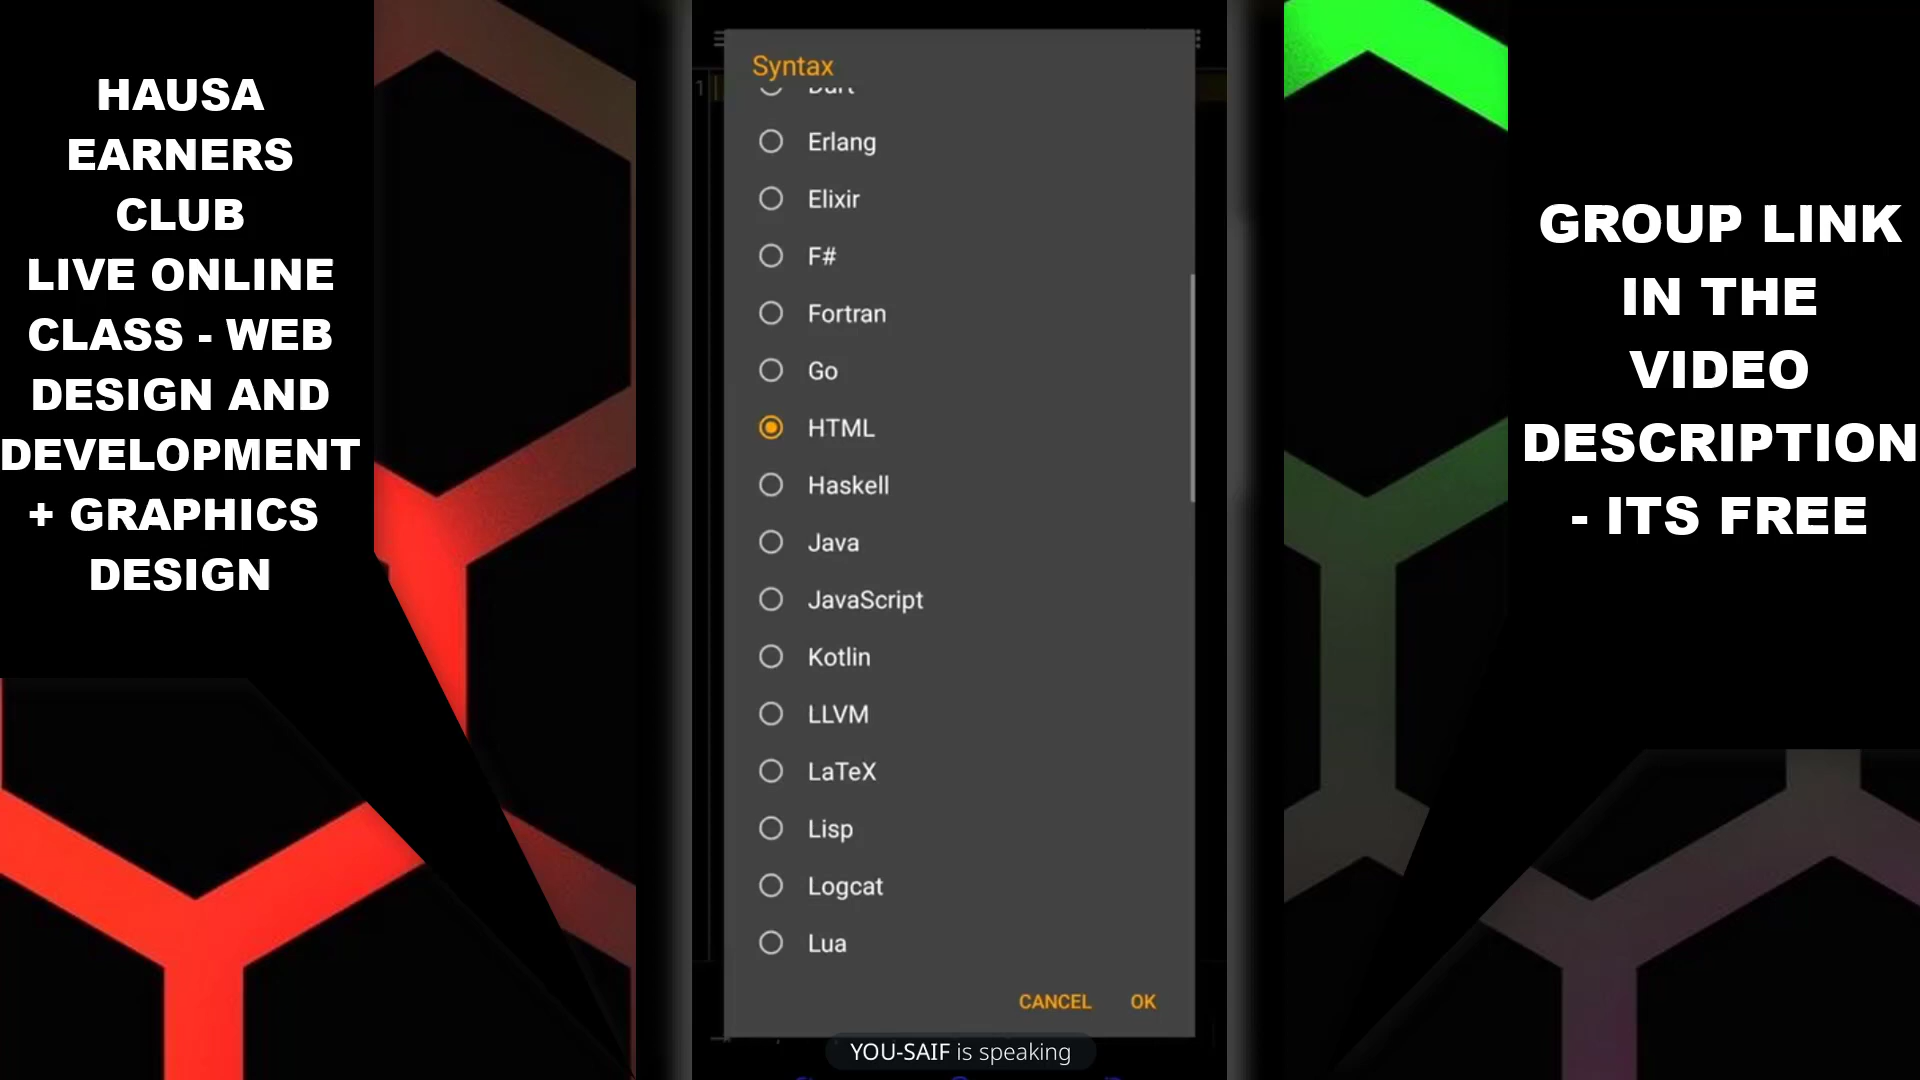 HAUSA
EARNERS
CLUB
LIVE ONLINE
CLASS - WEB
DESIGN AND
DEVELOPMENT
+ GRAPHICS
DESIGN
1
Syntax
Dart
Erlang
Elixir
F#
Fortran
Go
HTML
Haskell
Java
JavaScript
Kotlin
LLVM
LaTeX
Lisp
Logcat
Lua
CANCEL OK
YOU-SAIF is speaking
GROUP LINK
IN THE
VIDEO
DESCRIPTION
- ITS FREE